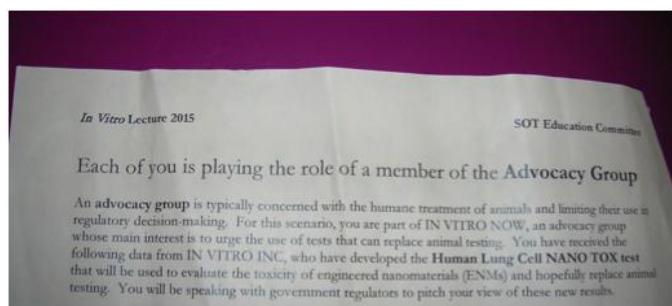 In Vitro Lecture 2015
SOT Education Committee
Each of you is playing the role of a member of the Advocacy Group
An advocacy group is typically concerned with the humane treatment of animals and limiting their use in
regulatory decision-making. For this scenario, you are part of IN VITRO NOW, an advocacy group
whose main interest is to urge the use of tests that can replace animal testing. You have received the
following data from IN VITRO INC, who have developed the Human Lung Cell NANO TOX test
that will be used to evaluate the toxicity of engineered nanomaterials (ENMs) and hopefully replace animal
testing. You will be speaking with government regulators to pitch your view of these new results.